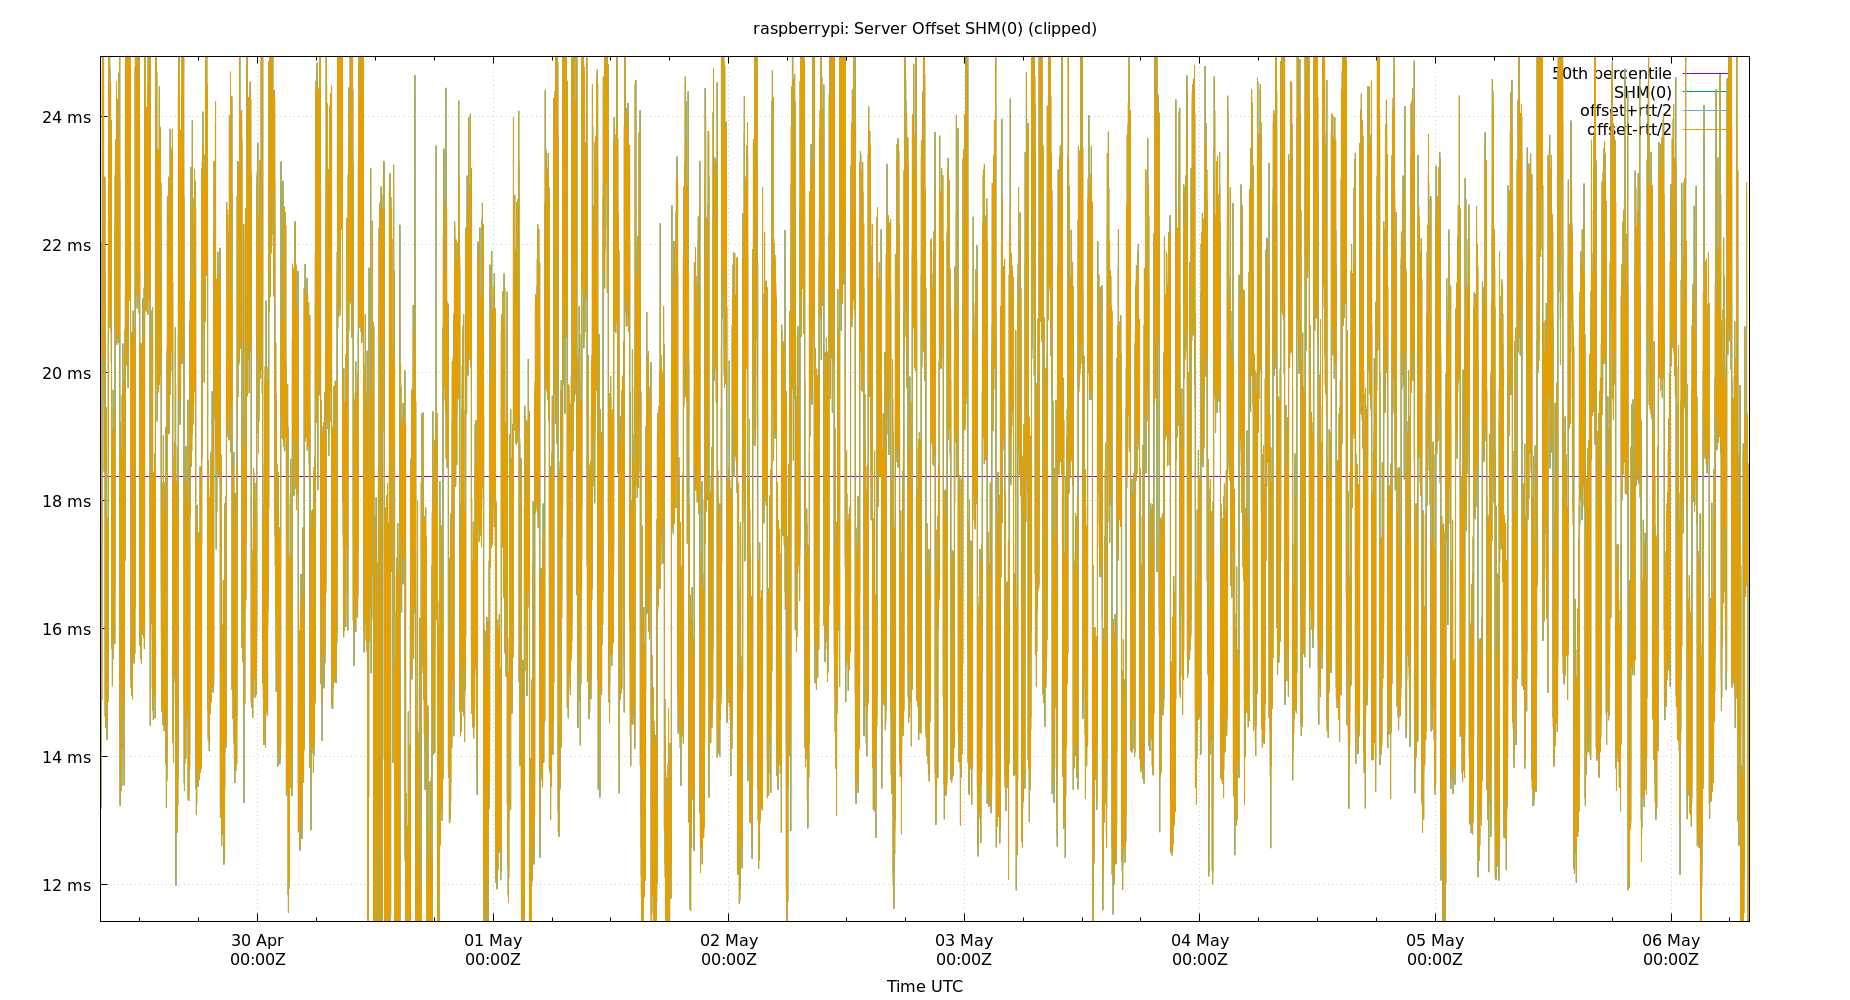 raspberrypi: Server Offset SHM(0) (clipped)
50th percentile
SHM(0)
offset+rtt/2
offset-rtt/2
24 ms
22 ms
20 ms
18 ms
16 ms
14 ms
12 ms
30 Apr 01 May 02 May 03 May 04 May 05 May 06 May
00:00Z 00:00Z 00:00Z 00:00Z 00:00Z 00:00Z 00:00Z
Time UTC